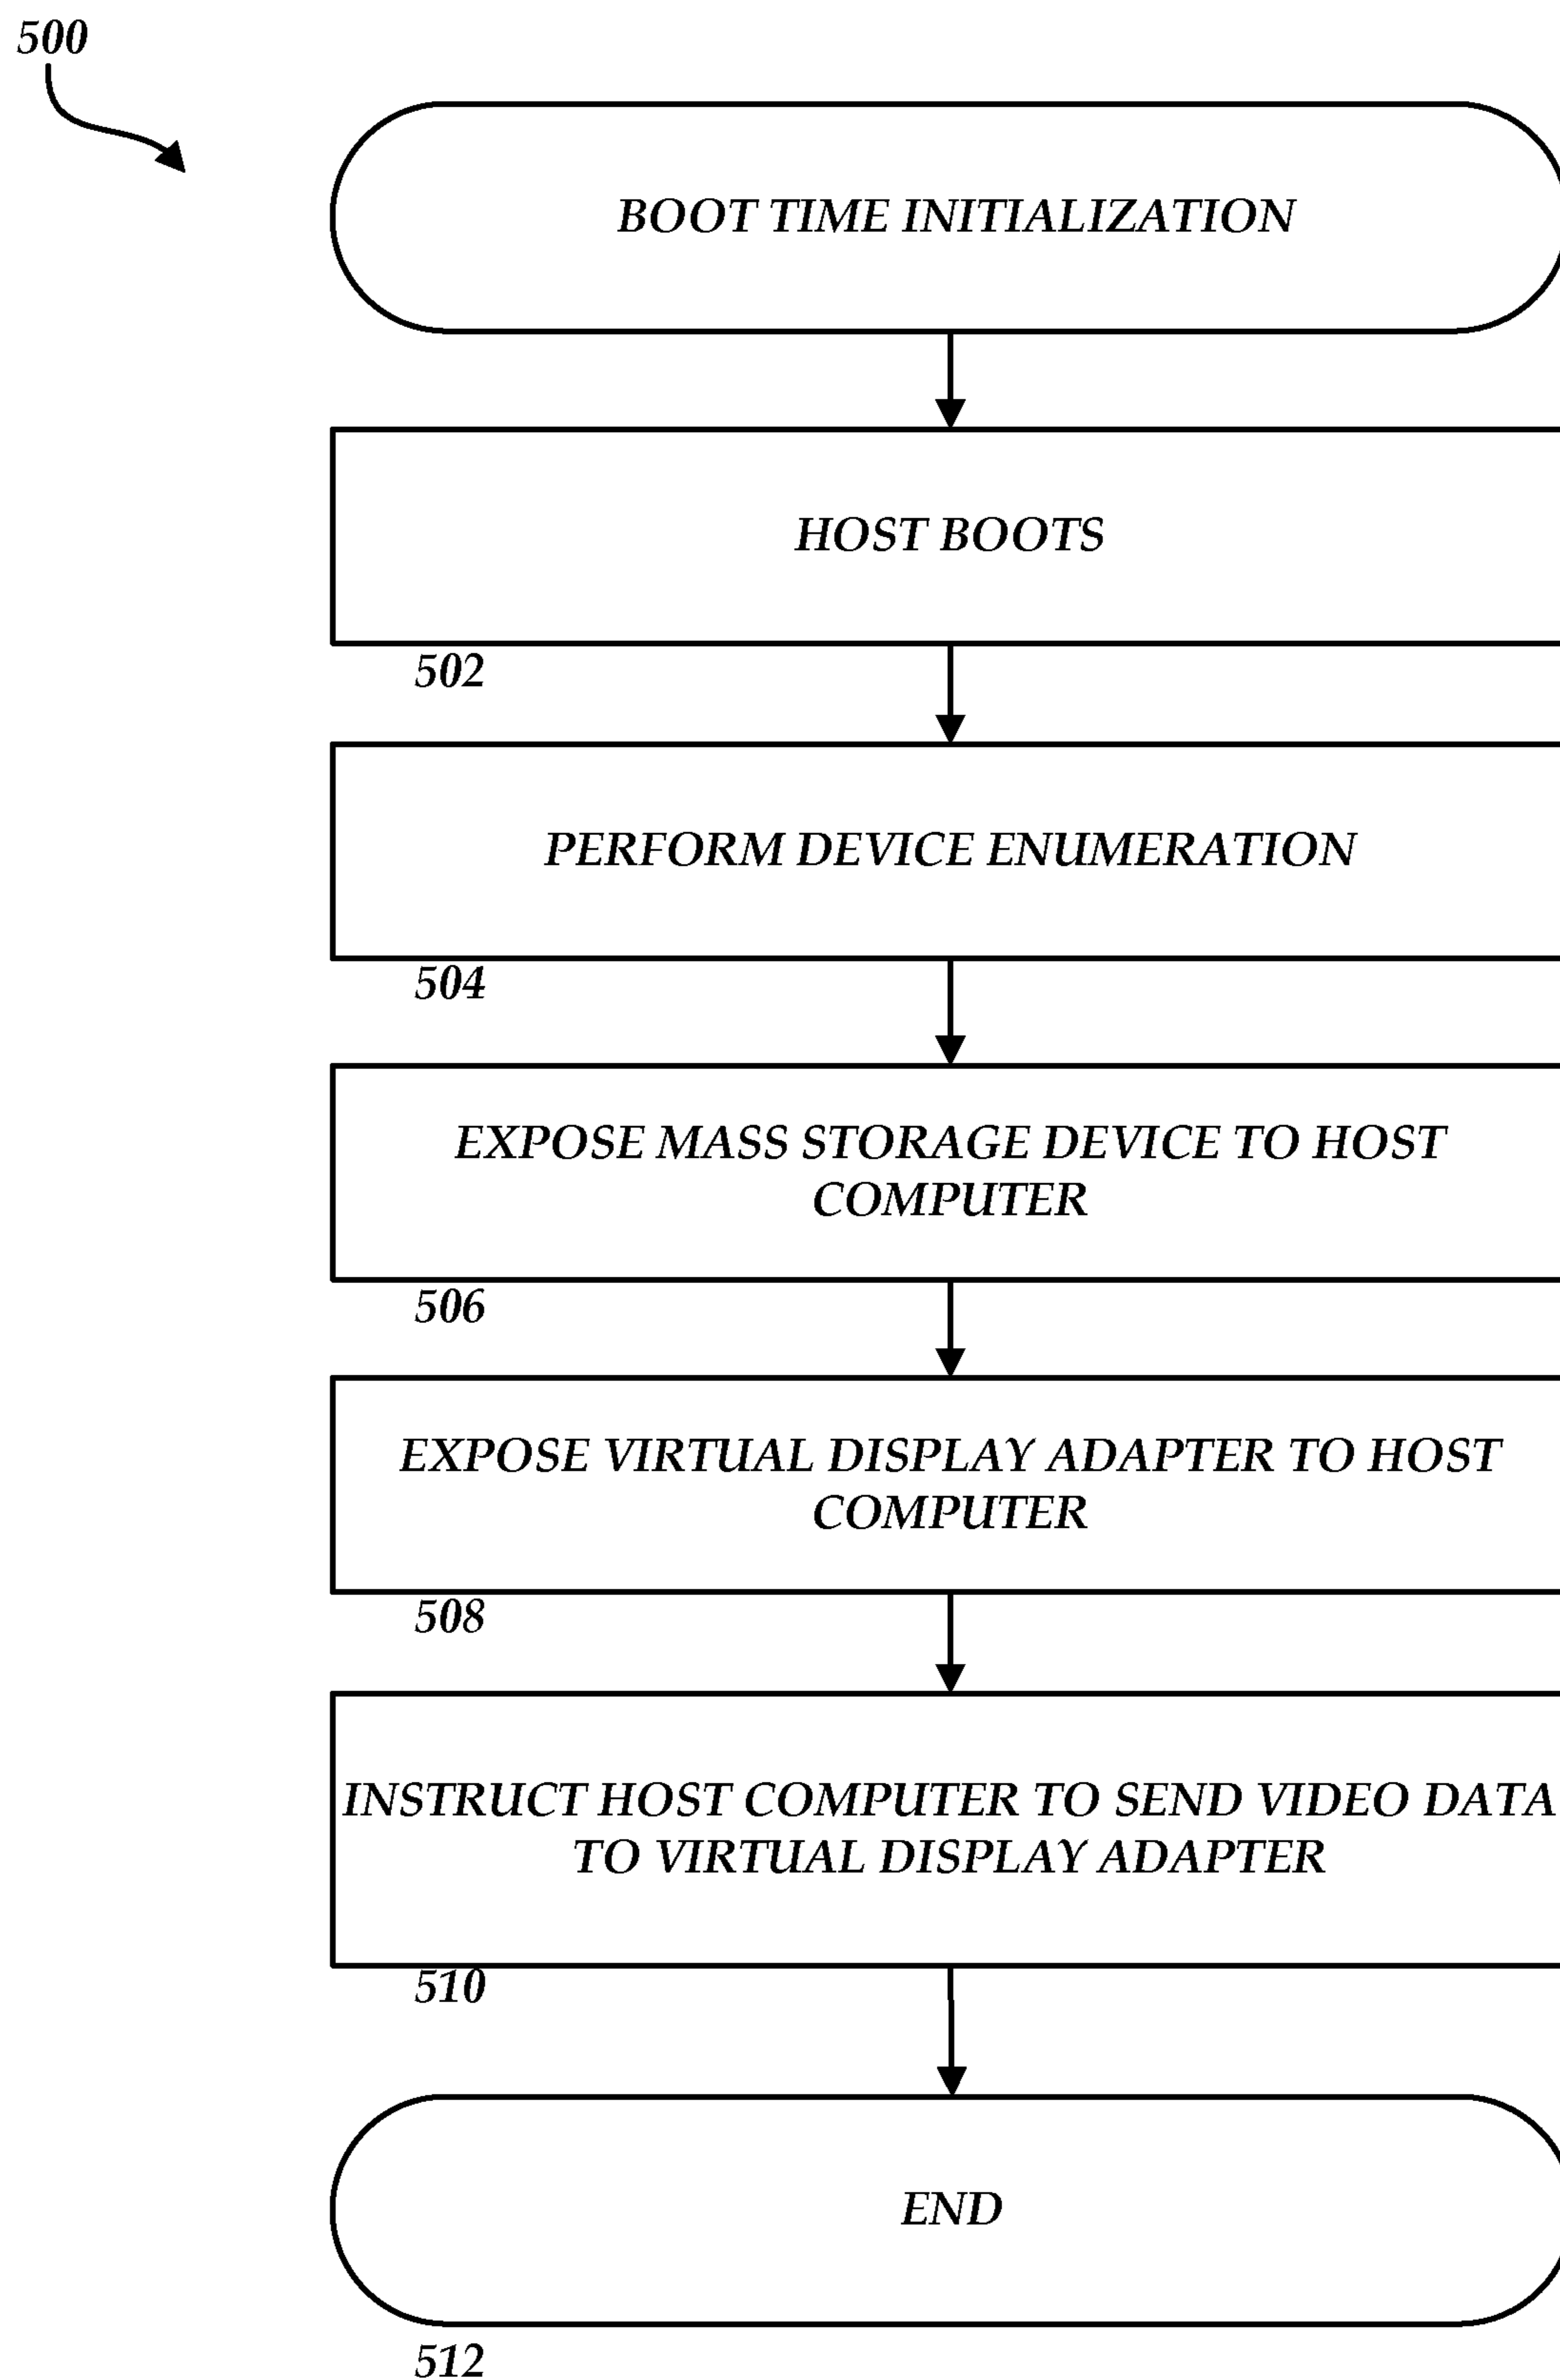 500
BOOT TIME INITIALIZATION
HOST BOOTS
502
PERFORM DEVICE ENUMERATION
504
EXPOSE MASS STORAGE DEVICE TO HOST
COMPUTER
506
EXPOSE VIRTUAL DISPLAY ADAPTER TO HOST
COMPUTER
508
INSTRUCT HOST COMPUTER TO SEND VIDEO DATA
TO VIRTUAL DISPLAY ADAPTER
510
END
512